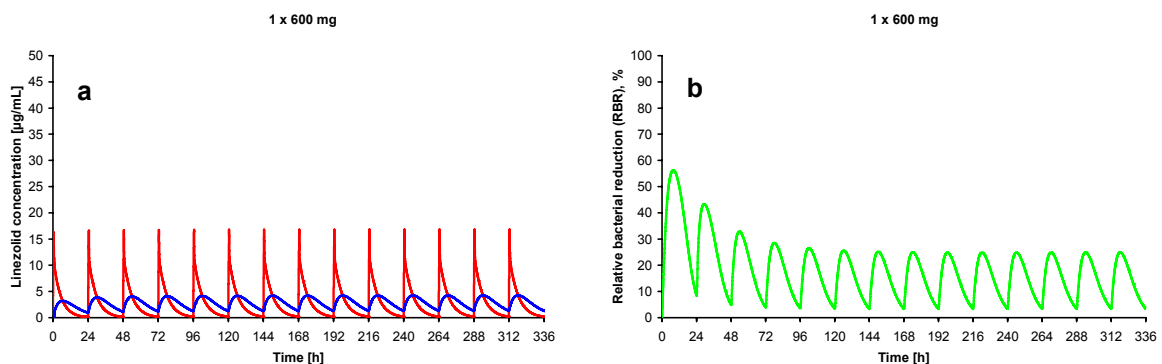 1 x 600 mg
50
45
40
35
30
25
20
15
10
5
0
Linezolid concentration [µg/mL]
a
0 24 48 72 96 120 144 168 192 216 240 264 288 312 336
Time [h]
1 x 600 mg
100
90
80
70
60
50
40
30
20
10
0
Relative bacterial reduction (RBR), %
b
0 24 48 72 96 120 144 168 192 216 240 264 288 312 336
Time [h]